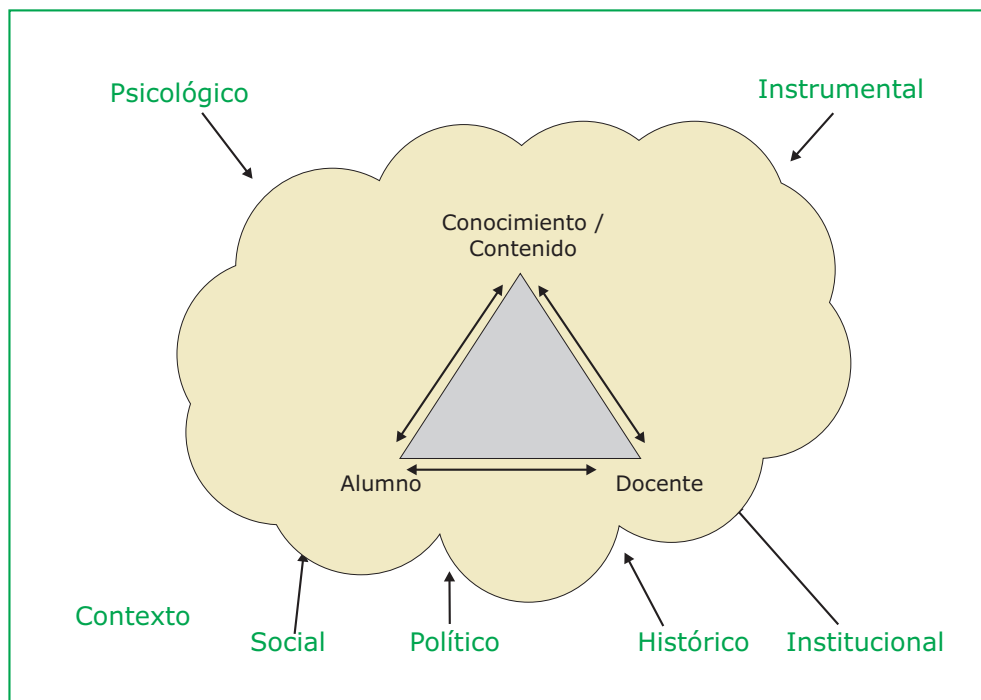 Psicológico
Instrumental
Conocimiento /
Contenido
Alumno
Docente
Contexto
Social
Político
Histórico
Institucional